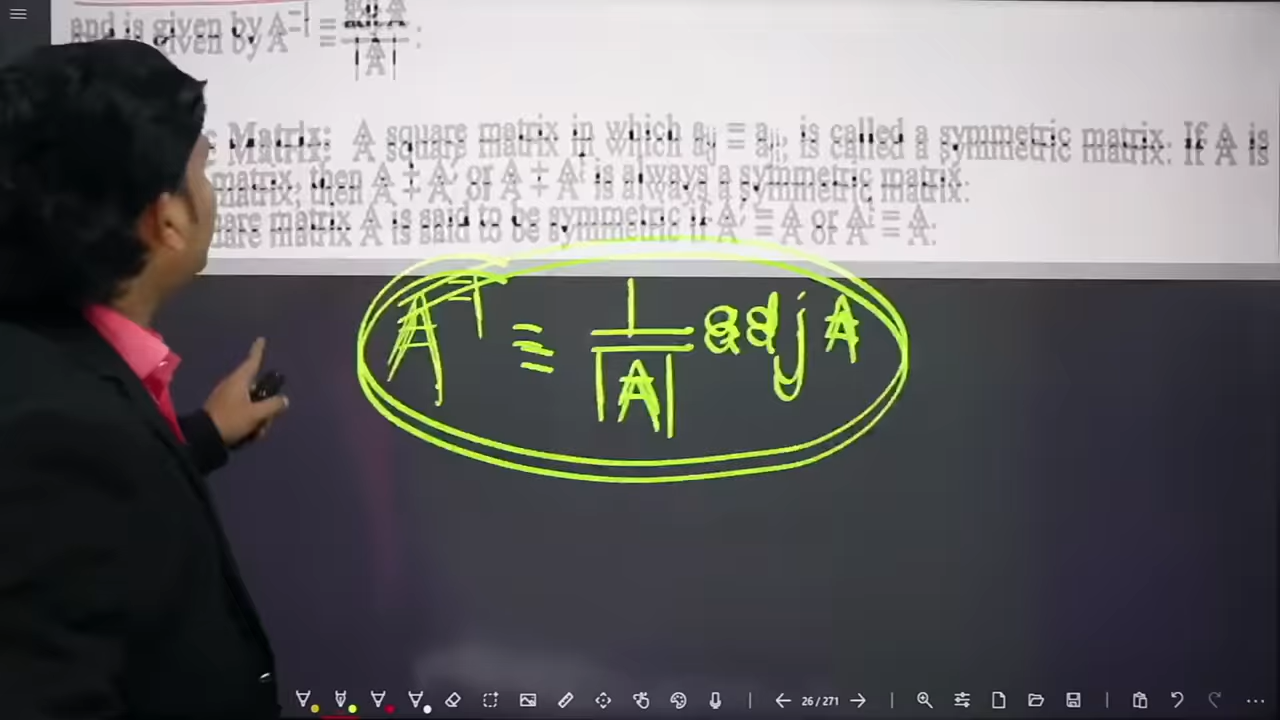 and is given by A⁻¹ = adj A / |A| .
c Matrix: A square matrix in which aᵢⱼ = aⱼᵢ, is called a symmetric matrix. If A is
matrix, then A + A′ or A + Aᵗ is always a symmetric matrix.
are matrix A is said to be symmetric if A′ = A or Aᵗ = A.
A⁻¹ = 1/|A| adj A
26 / 271